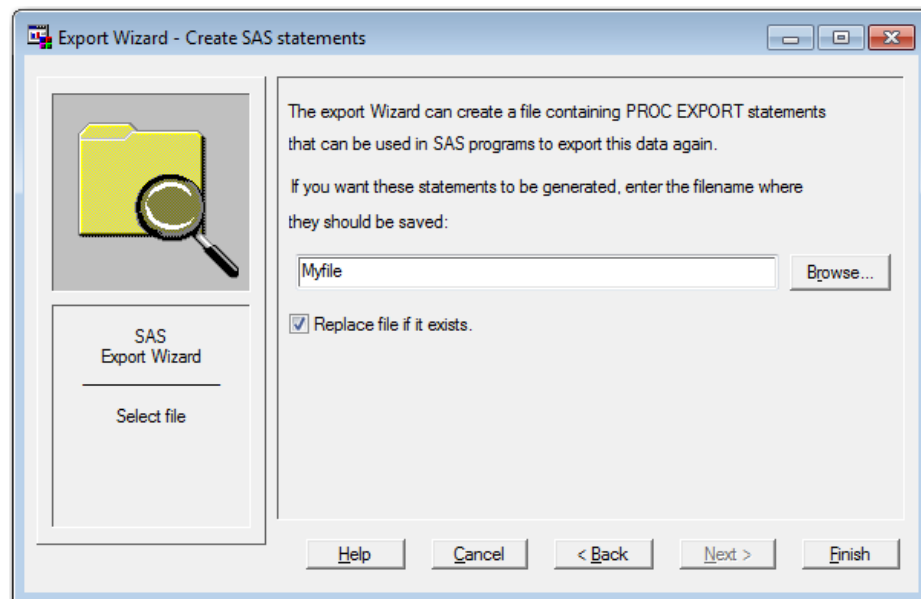 Export Wizard - Create SAS statements
The export Wizard can create a file containing PROC EXPORT statements
that can be used in SAS programs to export this data again.
If you want these statements to be generated, enter the filename where
they should be saved:
Myfile
Browse...
Replace file if it exists.
SAS
Export Wizard
Select file
Help
Cancel
< Back
Next >
Finish